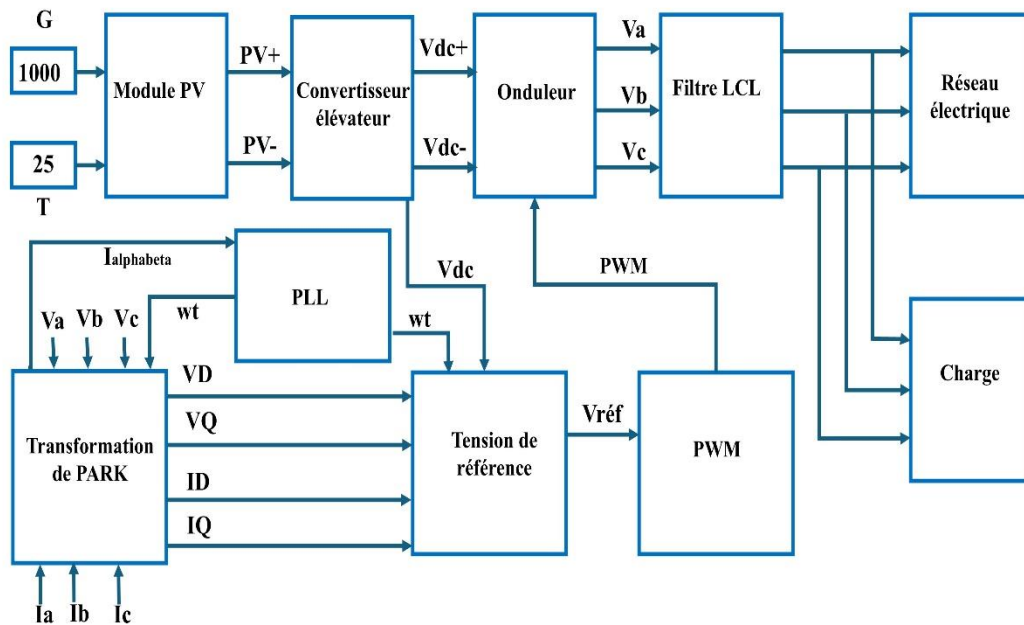 G
1000
25
T
Module PV
PV+
PV-
Convertisseur
élévateur
Vdc+
Vdc-
Onduleur
Va
Vb
Vc
Filtre LCL
Réseau
électrique
Ialphabeta
PLL
Vdc
PWM
wt
wt
Va
Vb
Vc
Charge
Transformation
de PARK
VD
VQ
ID
IQ
Tension de
référence
Vréf
PWM
Ia
Ib
Ic